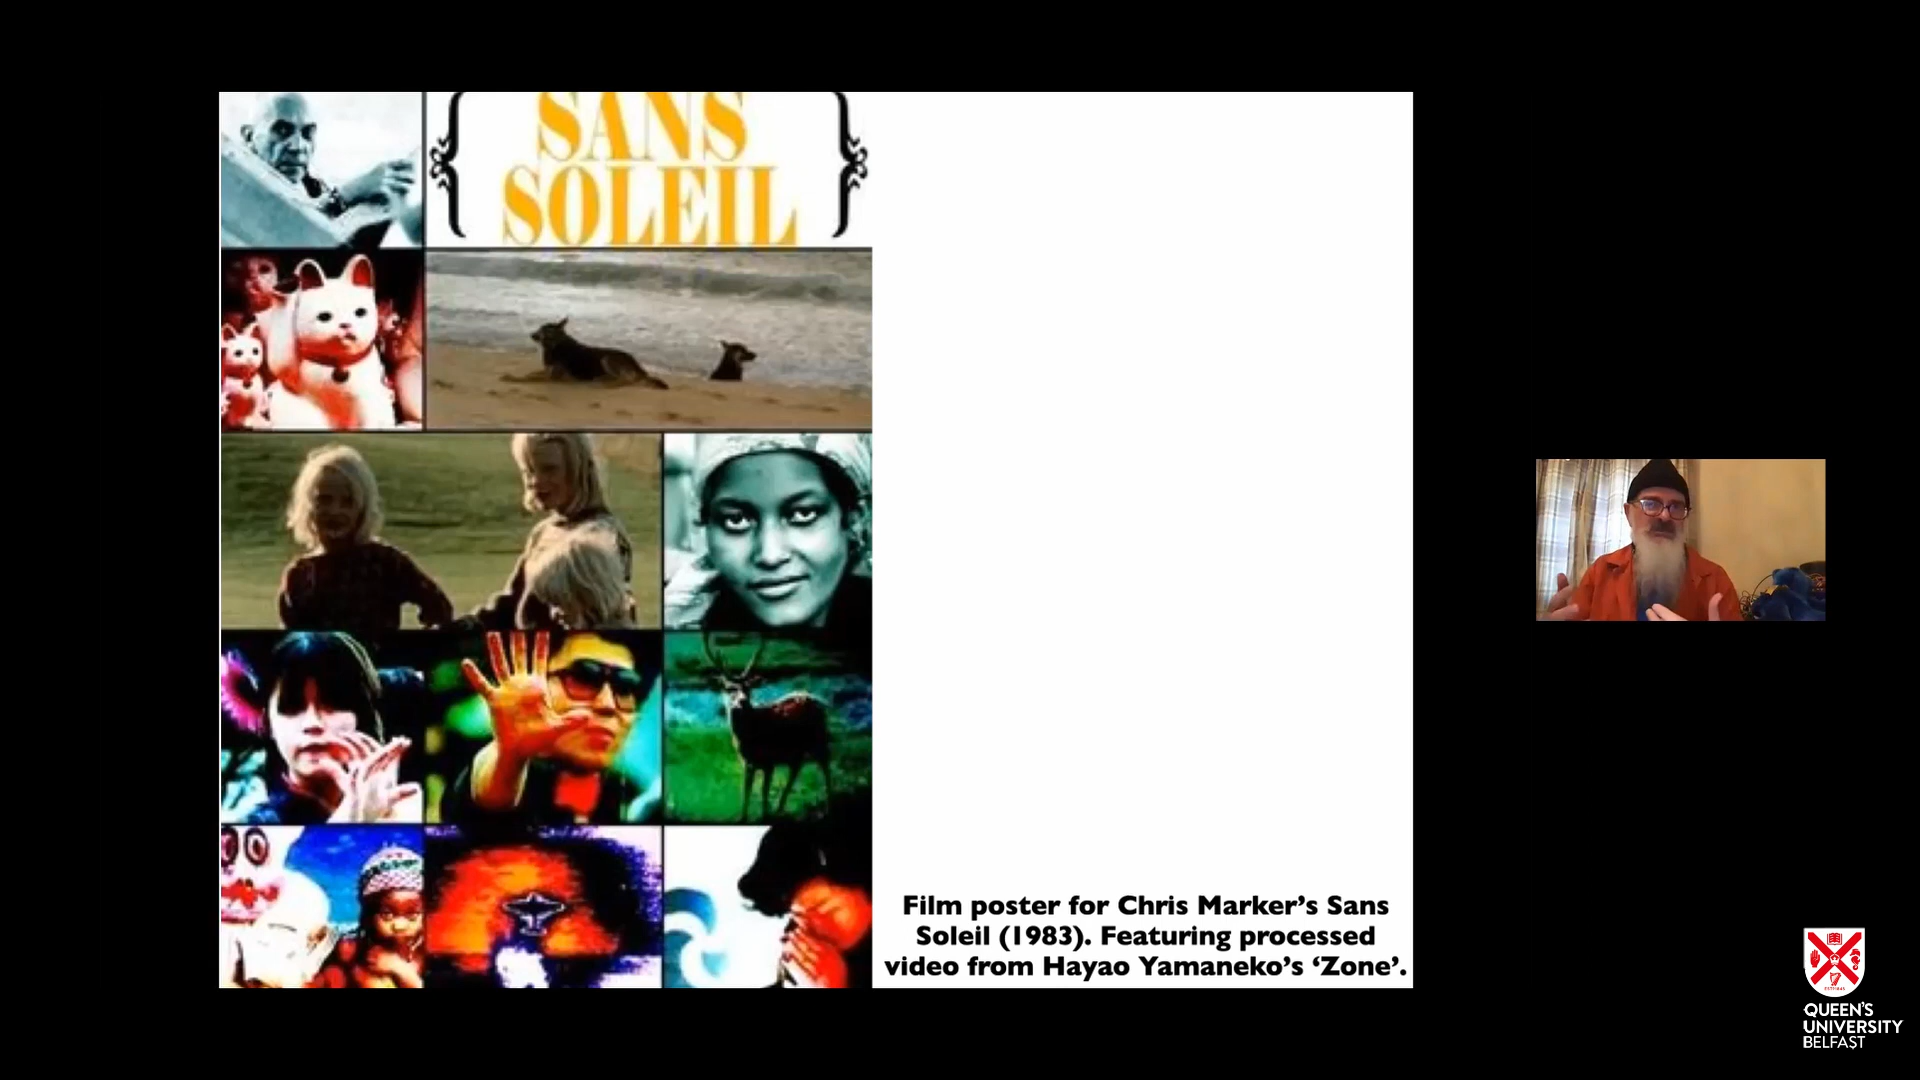 SANS
SOLEIL
Film poster for Chris Marker's Sans
Soleil (1983). Featuring processed
video from Hayao Yamaneko's ‘Zone’.
QUEEN'S
UNIVERSITY
BELFAST